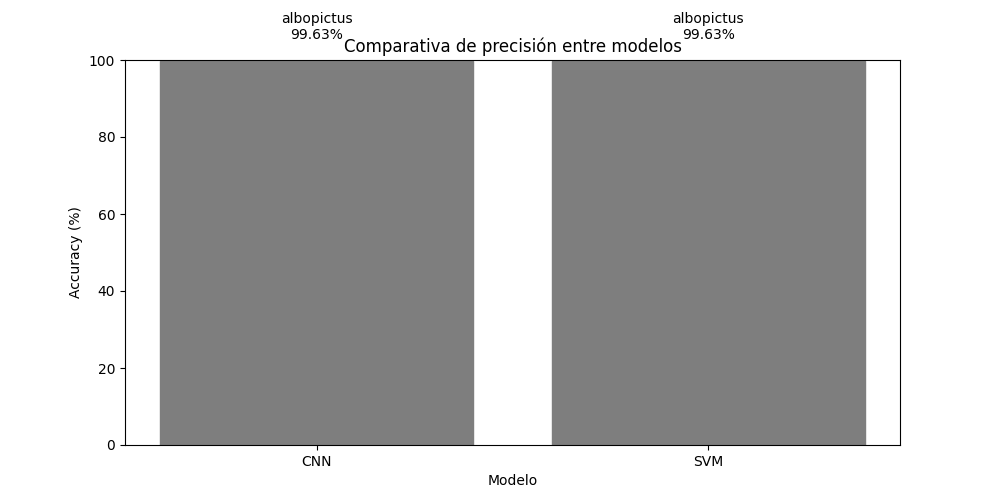 albopictus
99.63%
albopictus
99.63%
Comparativa de precisión entre modelos
Accuracy (%)
100
80
60
40
20
0
CNN
SVM
Modelo